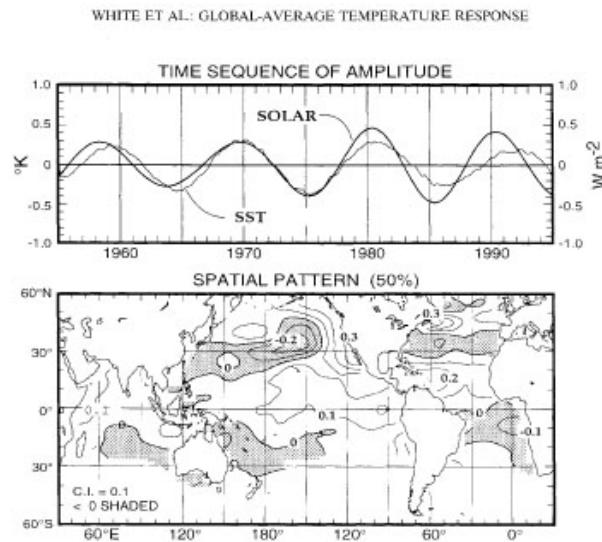 WHITE ET AL.: GLOBAL-AVERAGE TEMPERATURE RESPONSE
TIME SEQUENCE OF AMPLITUDE
1.0 1.0
0.5 SOLAR 0.5
°K 0 0 W m-2
-0.5 SST -0.5
-1.0 -1.0
1960 1970 1980 1990
SPATIAL PATTERN (50%)
60°N
0.3
-0.2 0.3
30°
0 0.2
0.1
0° 0 0 0
0.1 -0.1
0
30°
C.I. = 0.1
< 0 SHADED
60°S
60°E 120° 180° 120° 60° 0°